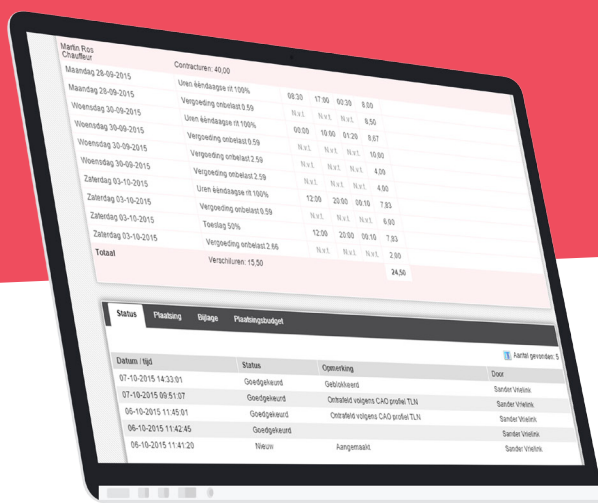 Martin Ros
Chauffeur Contracturen: 40,00
Maandag 28-09-2015 Uren ééndaagse rit 100% 08:30 17:00 00:30 8,00
Maandag 28-09-2015 Vergoeding onbelast 0.59 N.v.t. N.v.t. N.v.t. 8,50
Woensdag 30-09-2015 Uren ééndaagse rit 100% 00:00 10:00 01:20 8,67
Woensdag 30-09-2015 Vergoeding onbelast 0.59 N.v.t. N.v.t. N.v.t. 10,00
Woensdag 30-09-2015 Vergoeding onbelast 2.59 N.v.t. N.v.t. N.v.t. 4,00
Woensdag 30-09-2015 Vergoeding onbelast 2.59 N.v.t. N.v.t. N.v.t. 4,00
Zaterdag 03-10-2015 Uren ééndaagse rit 100% 12:00 20:00 00:10 7,83
Zaterdag 03-10-2015 Vergoeding onbelast 0.59 N.v.t. N.v.t. N.v.t.
Zaterdag 03-10-2015 Toeslag 50% 12:00 20:00 00:10 7,83
Zaterdag 03-10-2015 Vergoeding onbelast 2.66 N.v.t. N.v.t. N.v.t. 2,00
Totaal Verschiluren: 15,50 24,50
Status Plaatsing Bijlage Plaatsingsbudget
Aantal gevonden: 5
Datum / tijd Status Opmerking Door
07-10-2015 14:33:01 Goedgekeurd Geblokkeerd Sander Vrielink
07-10-2015 09:51:07 Goedgekeurd Ontrafeld volgens CAO profiel TLN Sander Vrielink
06-10-2015 11:45:01 Goedgekeurd Ontrafeld volgens CAO profiel TLN Sander Vrielink
06-10-2015 11:42:45 Goedgekeurd Sander Vrielink
06-10-2015 11:41:20 Nieuw Aangemaakt Sander Vrielink